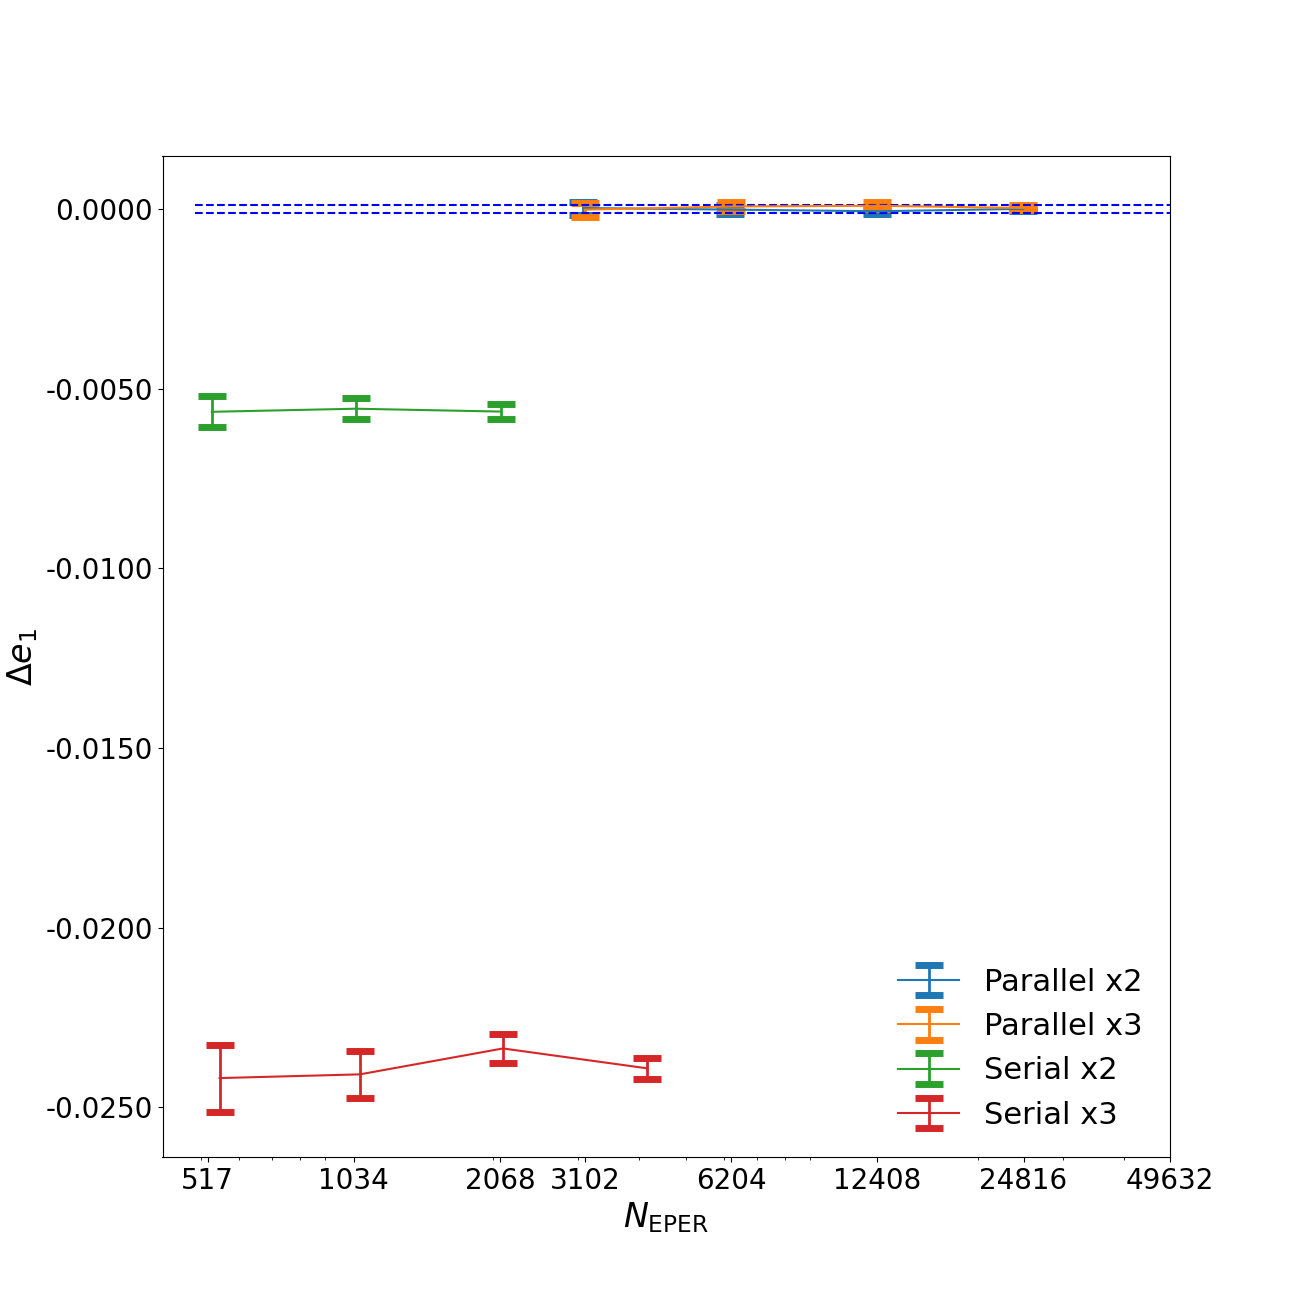 0.0000
-0.0050
-0.0100
-0.0150
-0.0200
-0.0250
Δe1
Parallel x2
Parallel x3
Serial x2
Serial x3
517 1034 2068 3102 6204 12408 24816 49632
NEPER